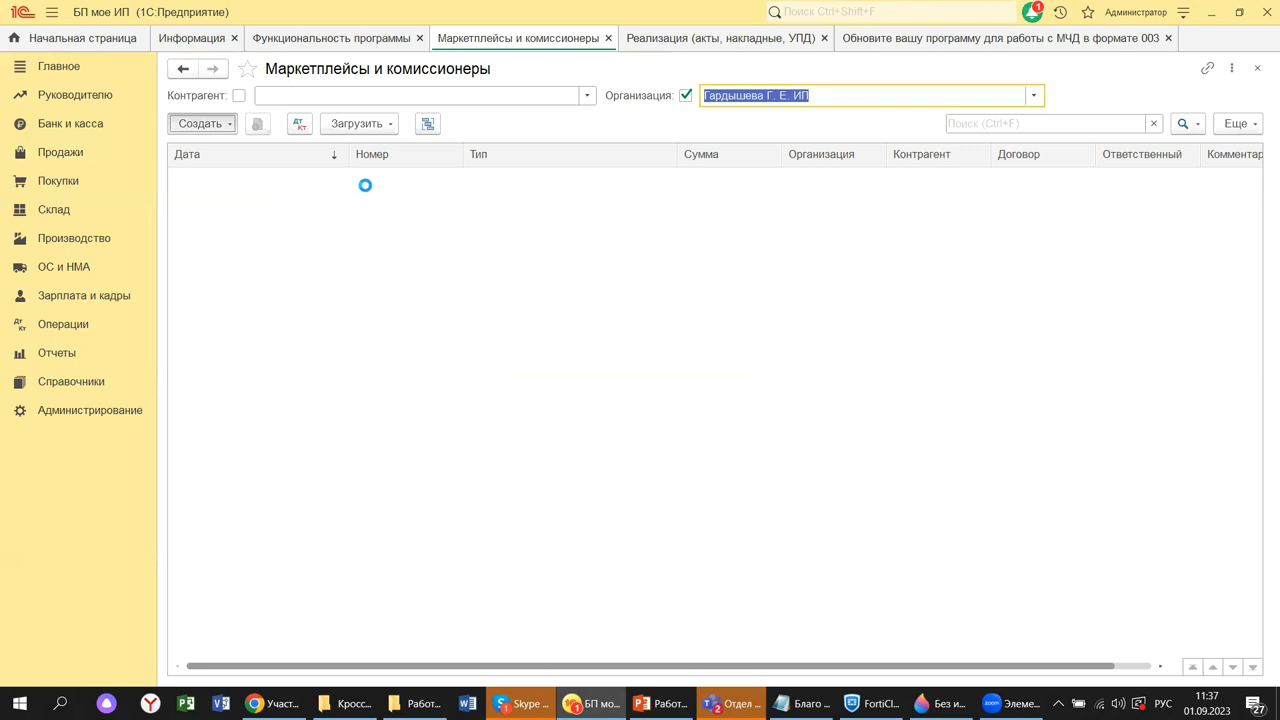 БП мое ИП (1С:Предприятие)
Поиск Ctrl+Shift+F
1
Администратор
Начальная страница
Информация
Функциональность программы
Маркетплейсы и комиссионеры
Реализация (акты, накладные, УПД)
Обновите вашу программу для работы с МЧД в формате 003
Главное
Руководителю
Банк и касса
Продажи
Покупки
Склад
Производство
ОС и НМА
Зарплата и кадры
Операции
Отчеты
Справочники
Администрирование
Маркетплейсы и комиссионеры
Контрагент:
Организация:
Гардышева Г. Е. ИП
Создать
Дт Кт
Загрузить
Поиск (Ctrl+F)
Еще
Дата
Номер
Тип
Сумма
Организация
Контрагент
Договор
Ответственный
Комментар
Участ...
Кросс...
Работ...
Skype ...
БП мо...
Работ...
Отдел ...
Благо ...
FortiCl...
Без и...
Элеме...
РУС
11:37
01.09.2023
27